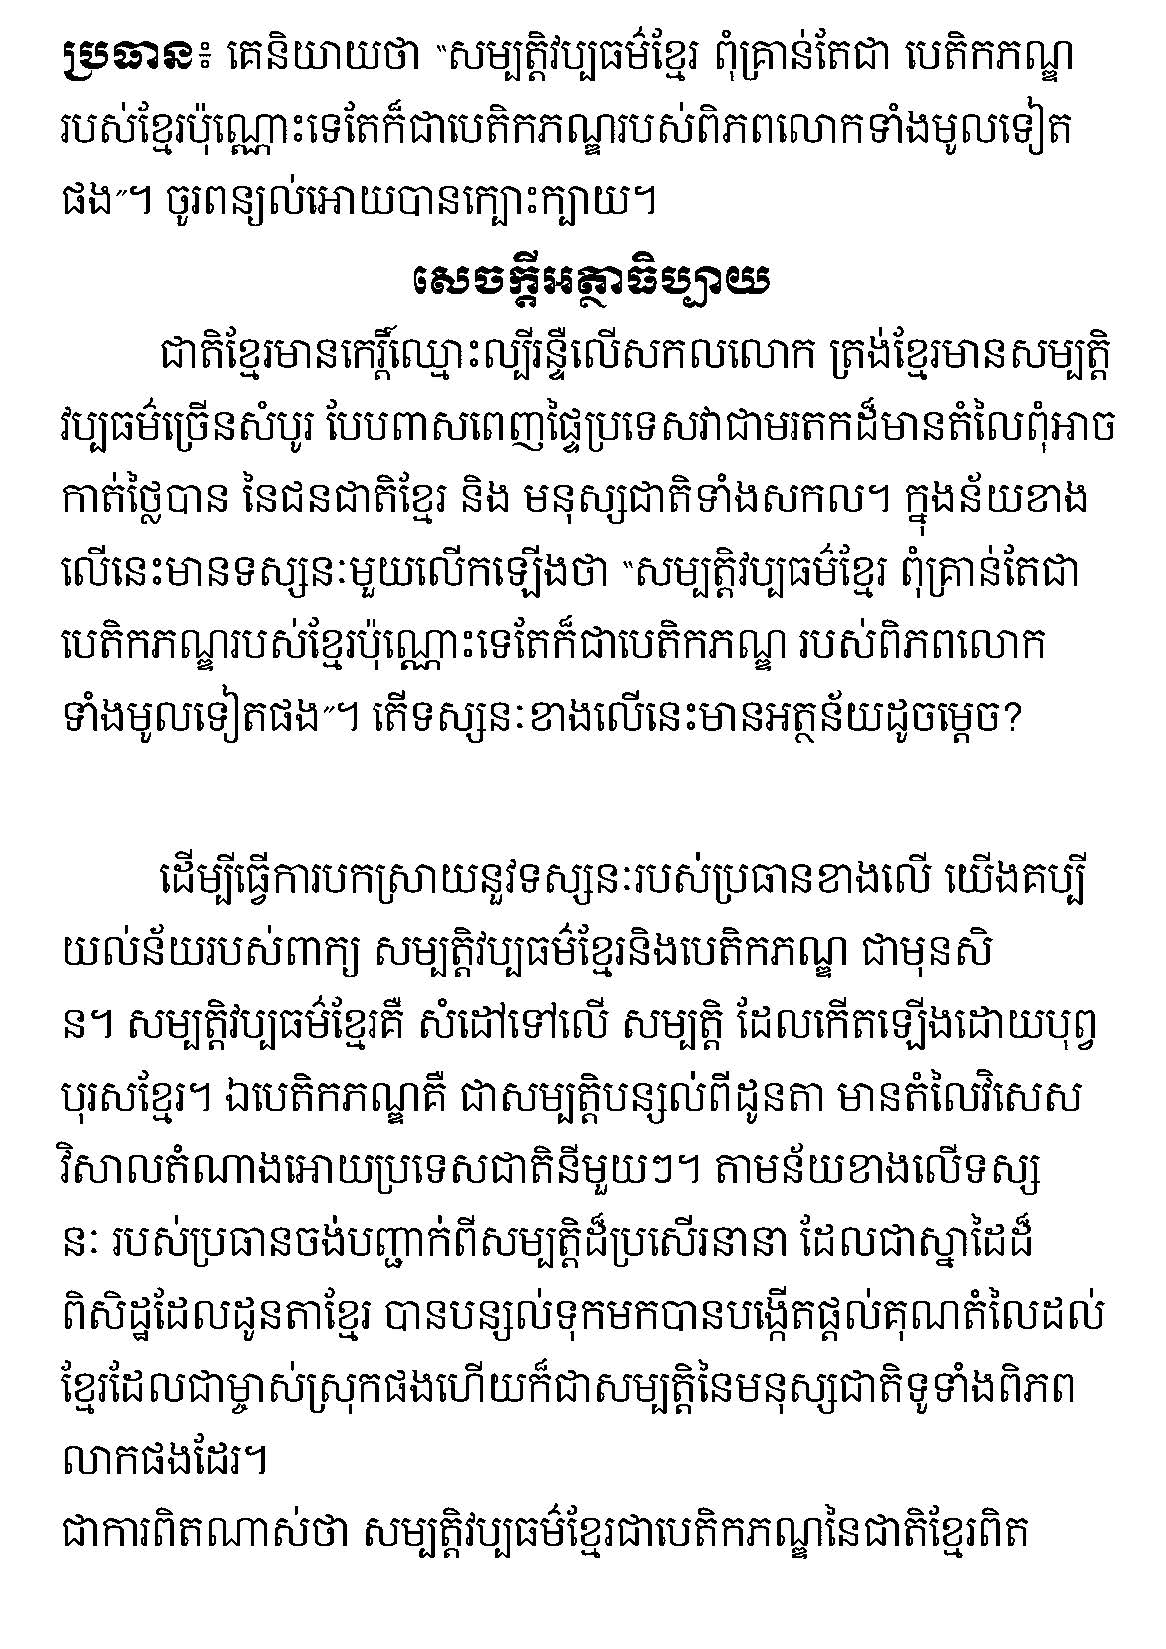 ប្រធាន៖ គេនិយាយថា “សម្បត្តិវប្បធម៌ខ្មែរ ពុំគ្រាន់តែជា បេតិកភណ្ឌ
របស់ខ្មែរប៉ុណ្ណោះទេតែក៏ជាបេតិកភណ្ឌរបស់ពិភពលោកទាំងមូលទៀត
ផង”។ ចូរពន្យល់អោយបានក្បោះក្បាយ។
សេចក្តីអត្ថាធិប្បាយ
ជាតិខ្មែរមានកេរ្តិ៍ឈ្មោះល្បីរន្ទឺលើសកលលោក ត្រង់ខ្មែរមានសម្បត្តិ
វប្បធម៌ច្រើនសំបូរ បែបពាសពេញផ្ទៃប្រទេសវាជាមរតកដ៏មានតំលៃពុំអាច
កាត់ថ្លៃបាន នៃជនជាតិខ្មែរ និង មនុស្សជាតិទាំងសកល។ ក្នុងន័យខាង
លើនេះមានទស្សនៈមួយលើកឡើងថា “សម្បត្តិវប្បធម៌ខ្មែរ ពុំគ្រាន់តែជា
បេតិកភណ្ឌរបស់ខ្មែរប៉ុណ្ណោះទេតែក៏ជាបេតិកភណ្ឌ របស់ពិភពលោក
ទាំងមូលទៀតផង”។ តើទស្សនៈខាងលើនេះមានអត្ថន័យដូចម្តេច?
ដើម្បីធ្វើការបកស្រាយនូវទស្សនៈរបស់ប្រធានខាងលើ យើងគប្បី
យល់ន័យរបស់ពាក្យ សម្បត្តិវប្បធម៌ខ្មែរនិងបេតិកភណ្ឌ ជាមុនសិ
ន។ សម្បត្តិវប្បធម៌ខ្មែរគឺ សំដៅទៅលើ សម្បត្តិ ដែលកើតឡើងដោយបុព្វ
បុរសខ្មែរ។ ឯបេតិកភណ្ឌគឺ ជាសម្បត្តិបន្សល់ពីដូនតា មានតំលៃវិសេស
វិសាលតំណាងអោយប្រទេសជាតិនីមួយៗ។ តាមន័យខាងលើទស្ស
នៈ របស់ប្រធានចង់បញ្ជាក់ពីសម្បត្តិដ៏ប្រសើរនានា ដែលជាស្នាដៃដ៏
ពិសិដ្ឋដែលដូនតាខ្មែរ បានបន្សល់ទុកមកបានបង្កើតផ្តល់គុណតំលៃដល់
ខ្មែរដែលជាម្ចាស់ស្រុកផងហើយក៏ជាសម្បត្តិនៃមនុស្សជាតិទូទាំងពិភព
លាកផងដែរ។
ជាការពិតណាស់ថា សម្បត្តិវប្បធម៌ខ្មែរជាបេតិកភណ្ឌនៃជាតិខ្មែរពិត